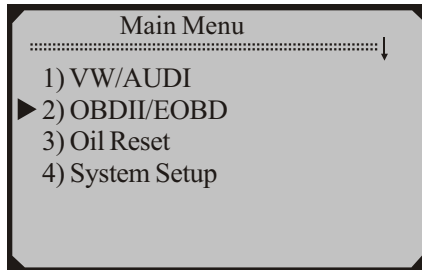 Main Menu
1) VW/AUDI
2) OBDII/EOBD
3) Oil Reset
4) System Setup